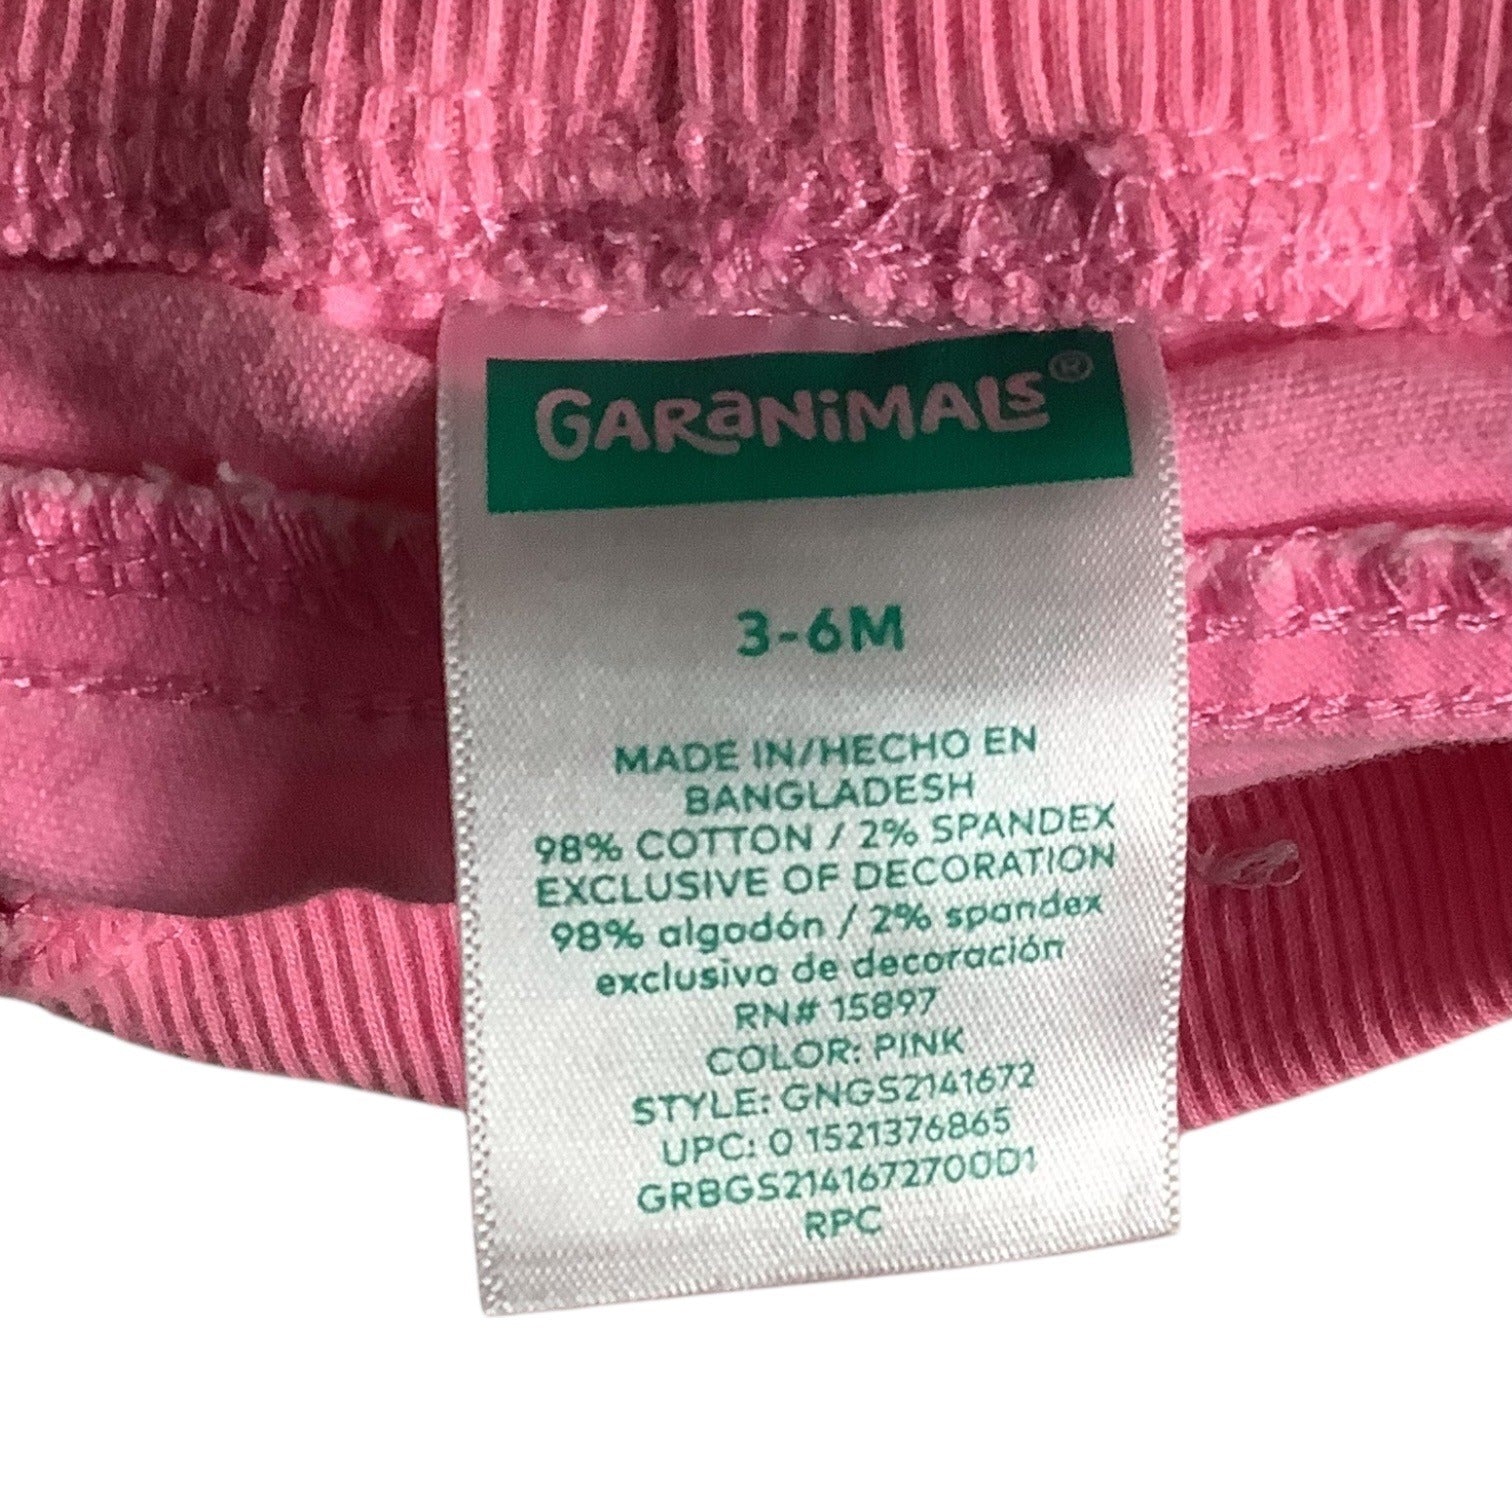 GARANIMALS®
3-6M
MADE IN/HECHO EN
BANGLADESH
98% COTTON / 2% SPANDEX
EXCLUSIVE OF DECORATION
98% algodón / 2% spandex
exclusiva de decoración
RN# 15897
COLOR: PINK
STYLE: GNGS2141672
UPC: 0 1521376865
GRBGS2141672700D1
RPC